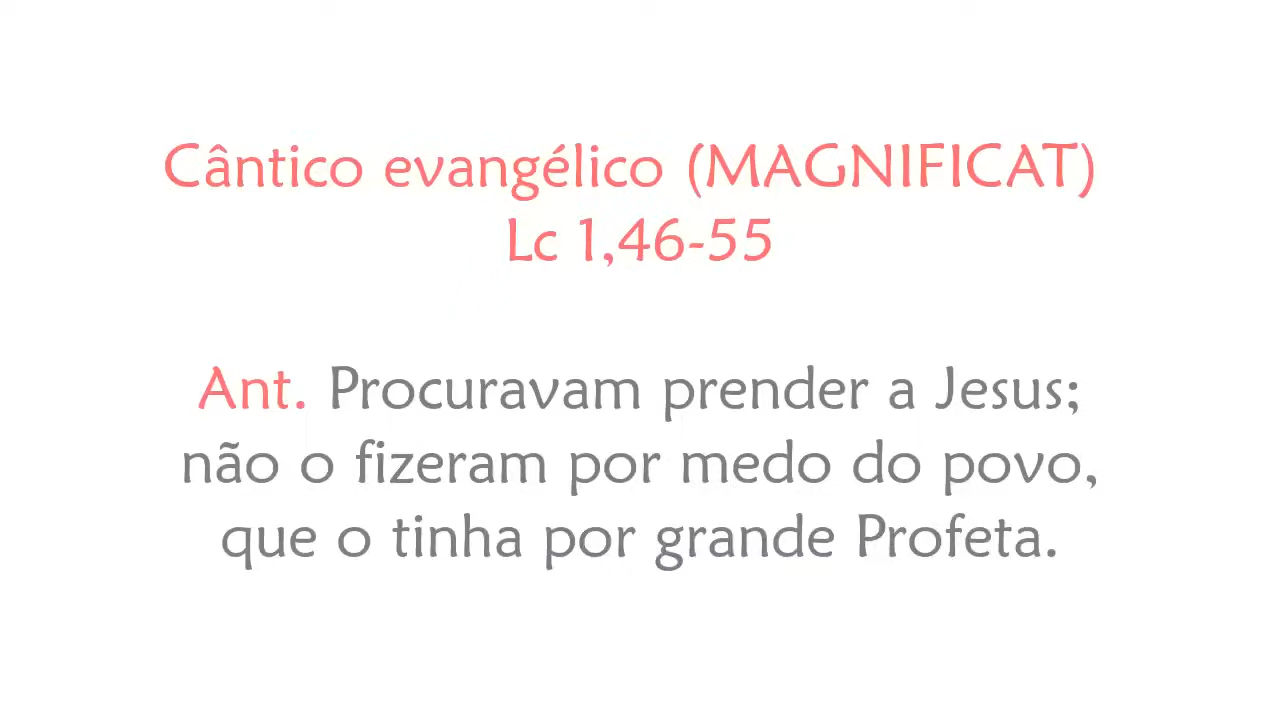 Cântico evangélico (MAGNIFICAT)
Lc 1,46-55
Ant. Procuravam prender a Jesus;
não o fizeram por medo do povo,
que o tinha por grande Profeta.